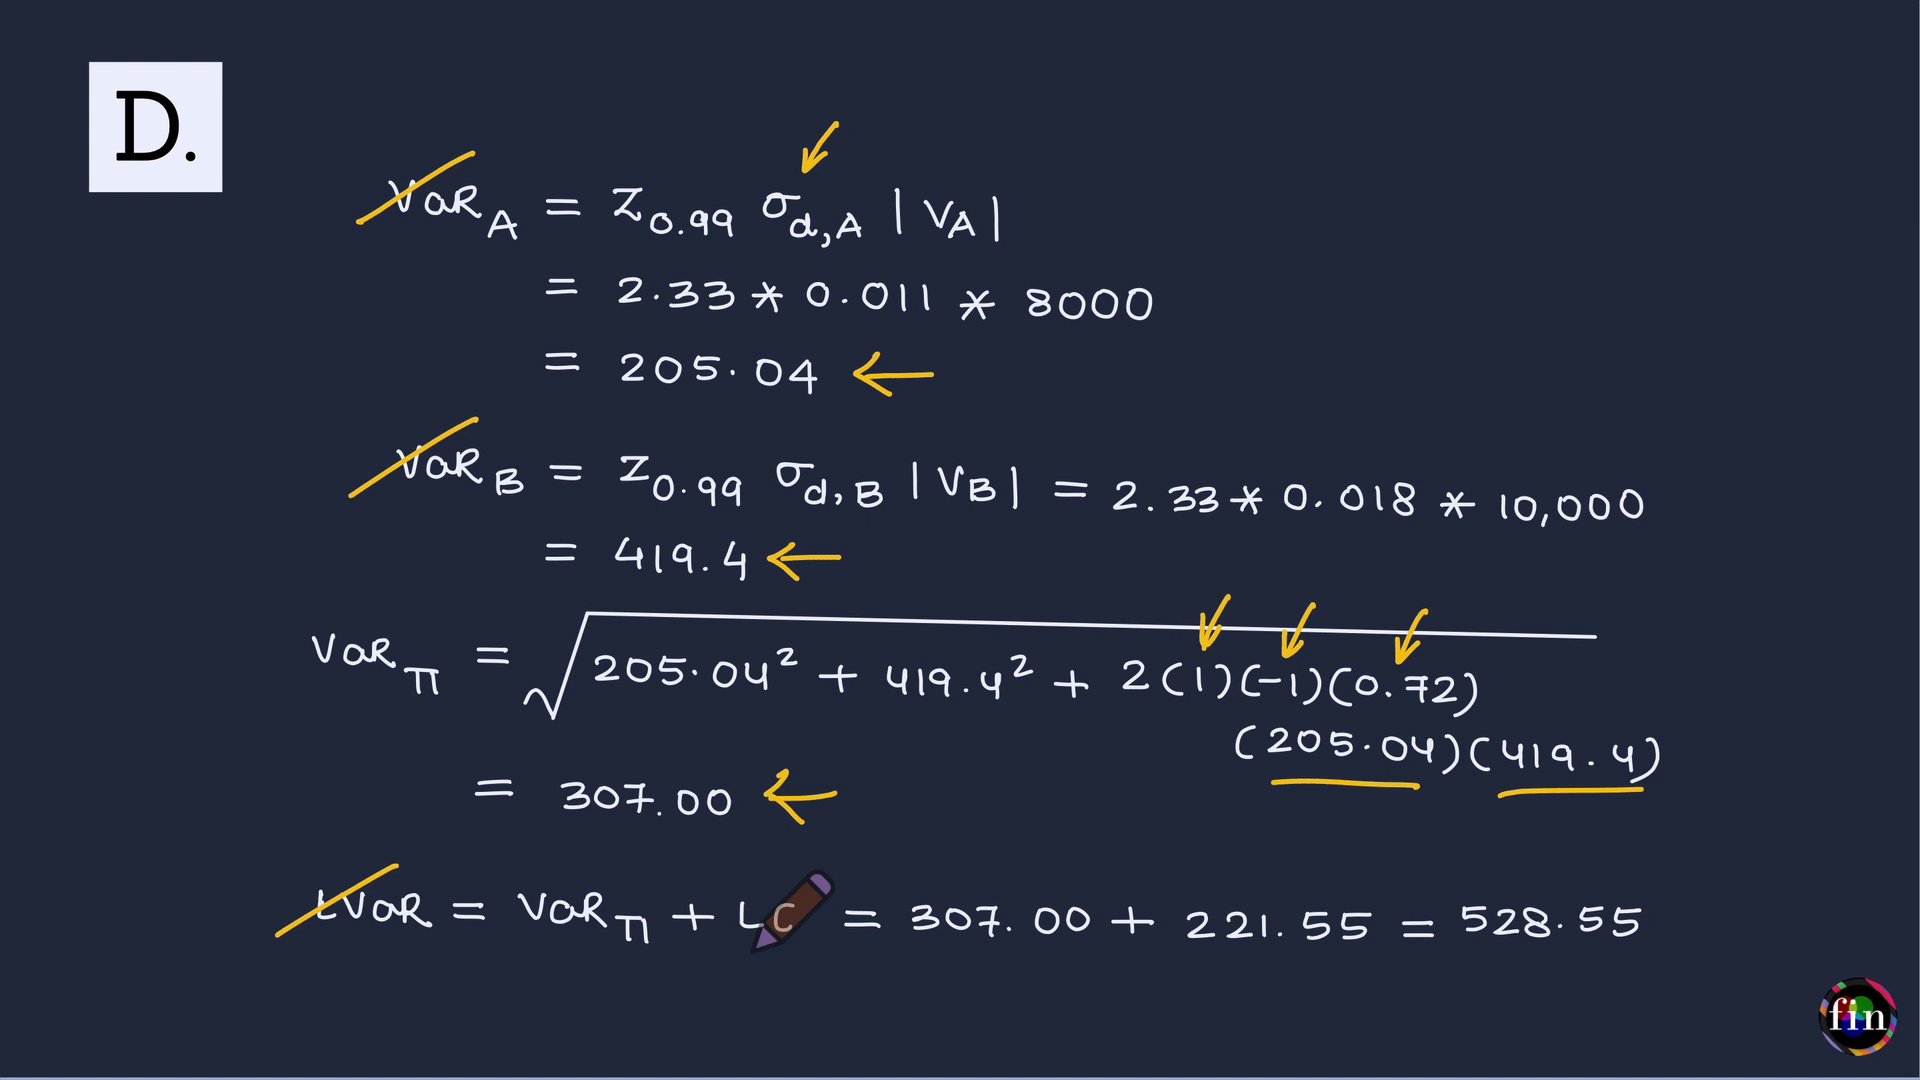 D.
VaR_A = Z_0.99 σ_d,A |V_A|
= 2.33 * 0.011 * 8000
= 205.04
VaR_B = Z_0.99 σ_d,B |V_B| = 2.33 * 0.018 * 10,000
= 419.4
VaR_Π = √205.04² + 419.4² + 2(1)(-1)(0.72)
(205.04)(419.4)
= 307.00
LVaR = VaR_Π + LC = 307.00 + 221.55 = 528.55
fin